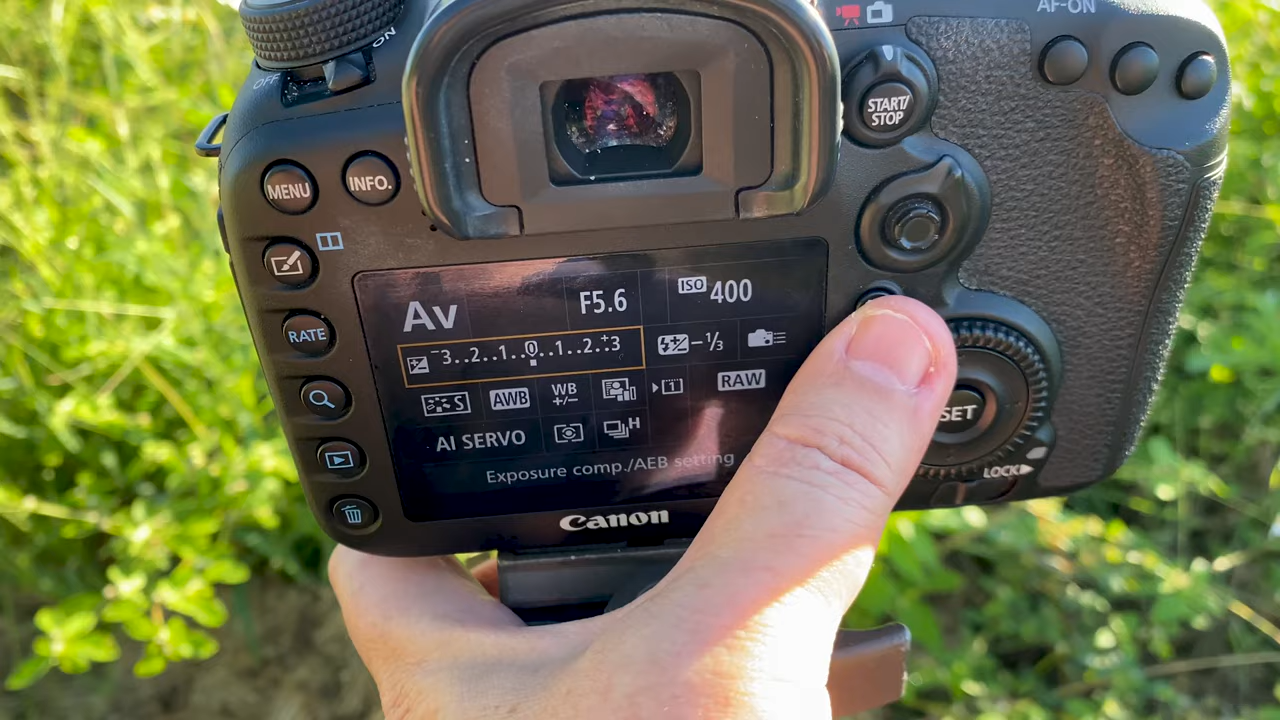 AF-ON
ON
OFF
START/
STOP
MENU
INFO.
RATE
Av
F5.6
ISO 400
-3..2..1..0..1..2.+3
-1/3
S
AWB
WB
+/-
1
RAW
AI SERVO
H
Exposure comp./AEB setting
SET
LOCK
Canon